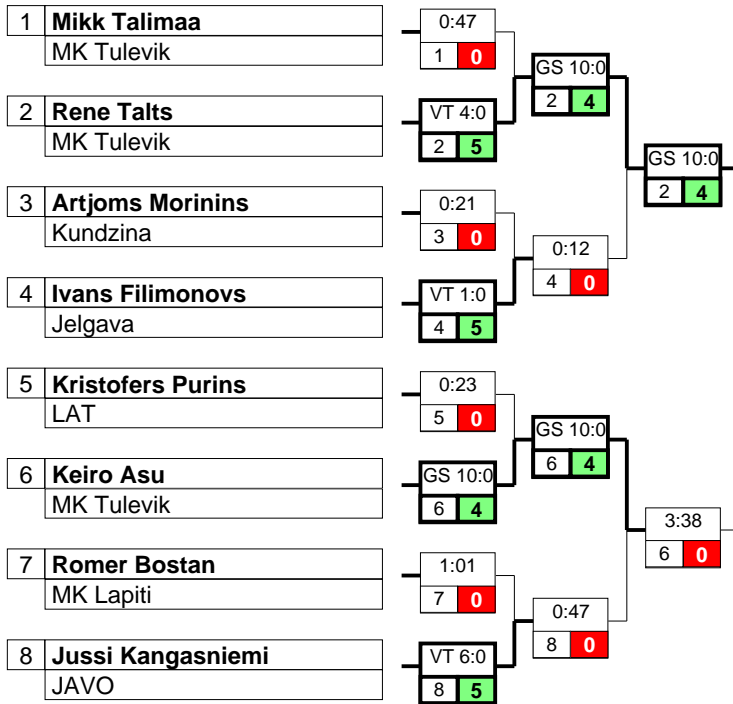 1 Mikk Talimaa
MK Tulevik
0:47
1 0
GS 10:0
2 4
2 Rene Talts
MK Tulevik
VT 4:0
2 5
GS 10:0
2 4
3 Artjoms Morinins
Kundzina
0:21
3 0
0:12
4 0
4 Ivans Filimonovs
Jelgava
VT 1:0
4 5
5 Kristofers Purins
LAT
0:23
5 0
GS 10:0
6 4
6 Keiro Asu
MK Tulevik
GS 10:0
6 4
3:38
6 0
7 Romer Bostan
MK Lapiti
1:01
7 0
0:47
8 0
8 Jussi Kangasniemi
JAVO
VT 6:0
8 5